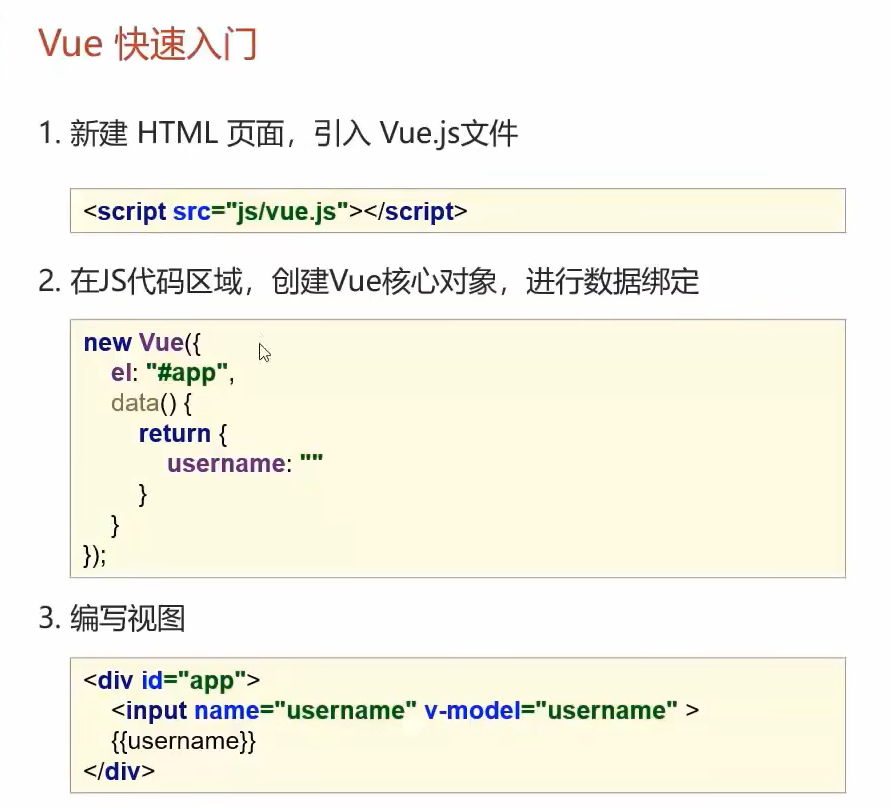 Vue 快速入门
1. 新建 HTML 页面，引入 Vue.js文件
<script src="js/vue.js"></script>
2. 在JS代码区域，创建Vue核心对象，进行数据绑定
new Vue({
el: "#app",
data() {
return {
username: ""
}
}
});
3. 编写视图
<div id="app">
<input name="username" v-model="username" >
{{username}}
</div>